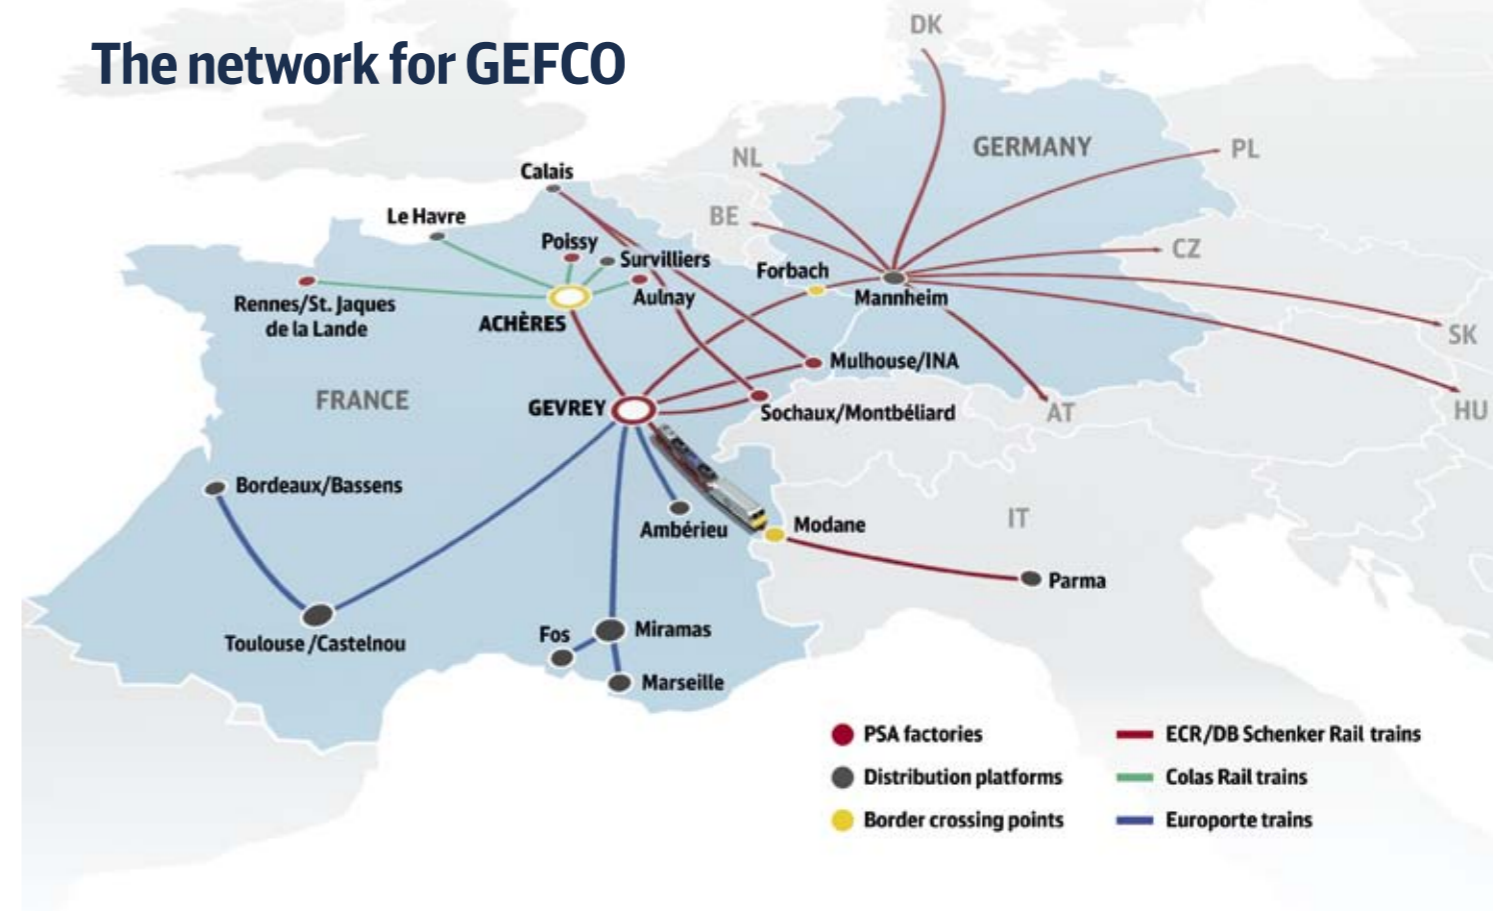 The network for GEFCO
DK
GERMANY
NL
PL
Calais
BE
Le Havre
Poissy
Survilliers
CZ
Forbach
Aulnay
Mannheim
Rennes/St. Jaques
de la Lande
ACHÈRES
SK
Mulhouse/INA
FRANCE
GEVREY
Sochaux/Montbéliard
AT
HU
Bordeaux/Bassens
Ambérieu
Modane
IT
Parma
Toulouse /Castelnou
Fos
Miramas
Marseille
PSA factories
Distribution platforms
Border crossing points
ECR/DB Schenker Rail trains
Colas Rail trains
Europorte trains